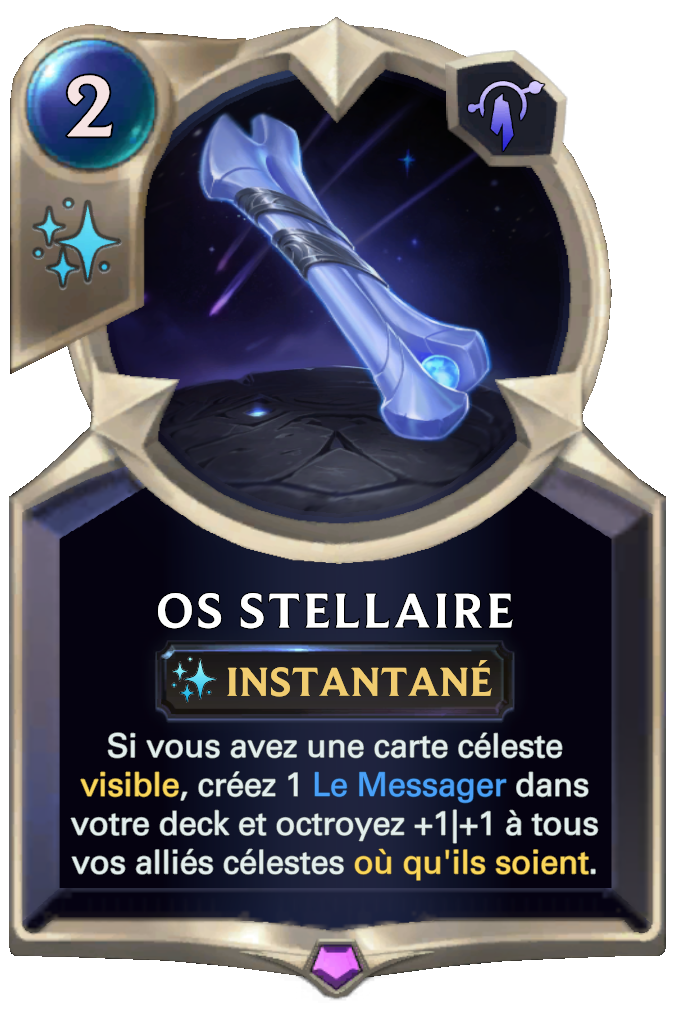 2
OS STELLAIRE
INSTANTANÉ
Si vous avez une carte céleste
visible, créez 1 Le Messager dans
votre deck et octroyez +1|+1 à tous
vos alliés célestes où qu'ils soient.